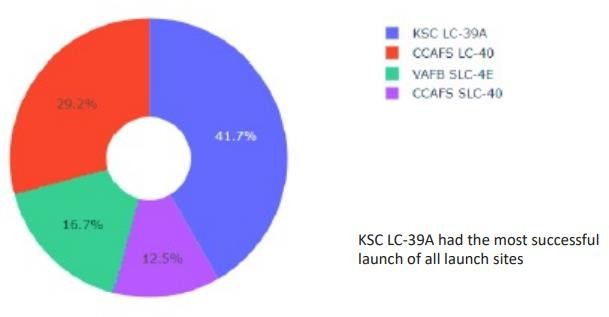 KSC LC-39A
CCAFS LC-40
VAFB SLC-4E
CCAFS SLC-40
29.2%
41.7%
16.7%
12.5%
KSC LC-39A had the most successful
launch of all launch sites